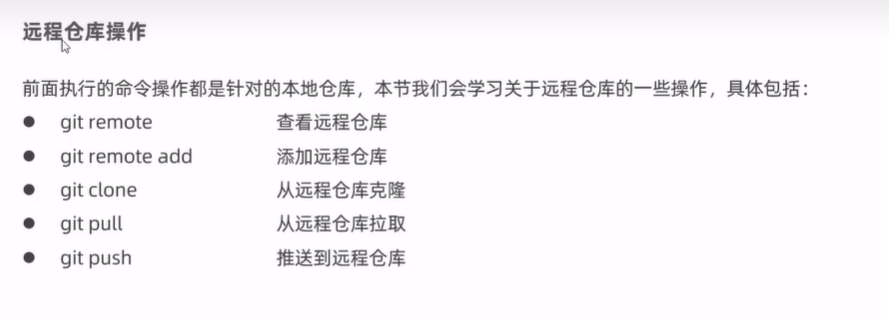 远程仓库操作
前面执行的命令操作都是针对的本地仓库，本节我们会学习关于远程仓库的一些操作，具体包括：
● git remote 查看远程仓库
● git remote add 添加远程仓库
● git clone 从远程仓库克隆
● git pull 从远程仓库拉取
● git push 推送到远程仓库